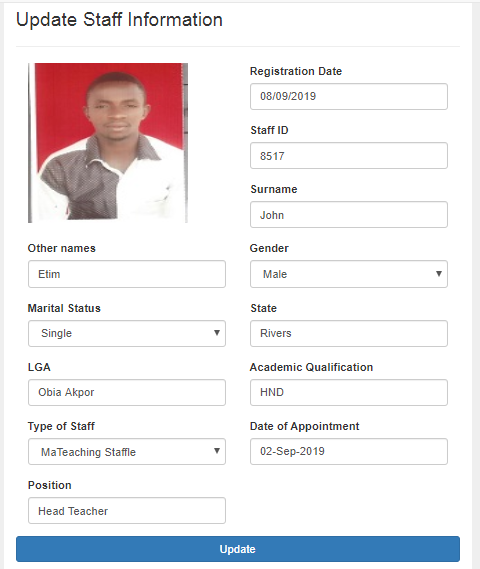 Update Staff Information
Registration Date
08/09/2019
Staff ID
8517
Surname
John
Other names
Etim
Gender
Male
Marital Status
Single
State
Rivers
LGA
Obia Akpor
Academic Qualification
HND
Type of Staff
MaTeaching Staffle
Date of Appointment
02-Sep-2019
Position
Head Teacher
Update